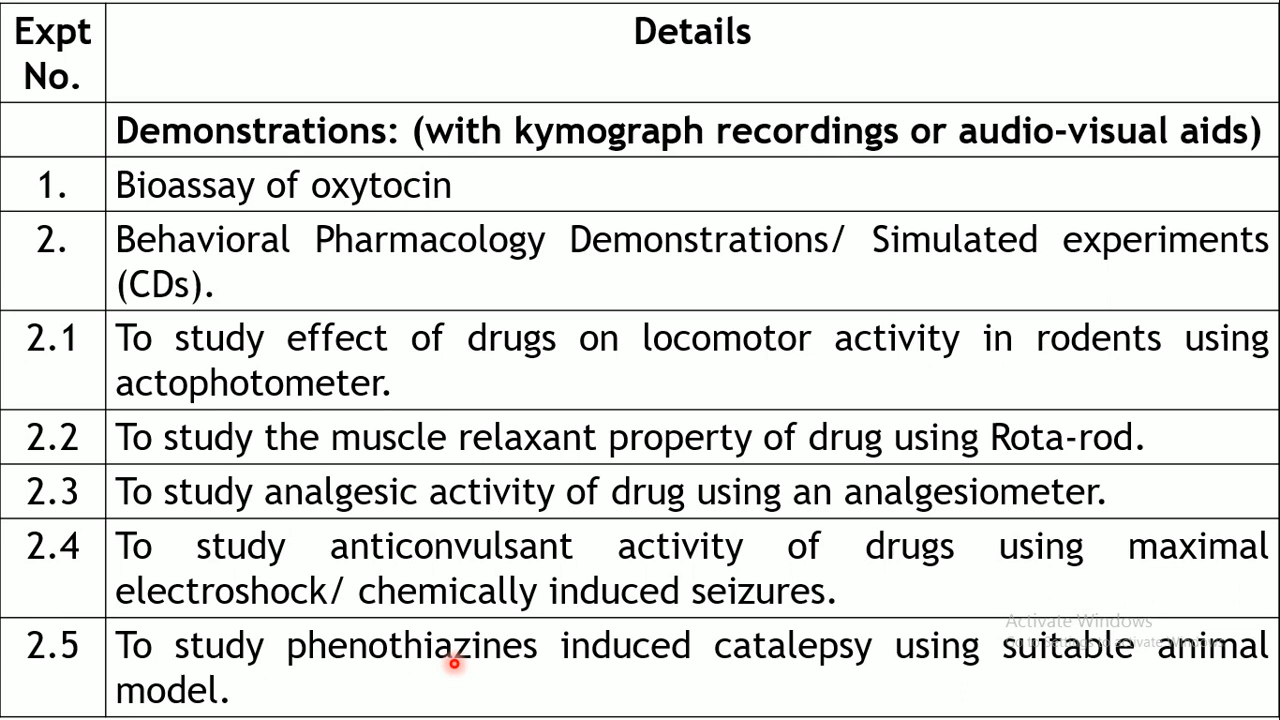 Expt
No.
Details
Demonstrations: (with kymograph recordings or audio-visual aids)
1.
Bioassay of oxytocin
2.
Behavioral Pharmacology Demonstrations/ Simulated experiments
(CDs).
2.1
To study effect of drugs on locomotor activity in rodents using
actophotometer.
2.2
To study the muscle relaxant property of drug using Rota-rod.
2.3
To study analgesic activity of drug using an analgesiometer.
2.4
To study anticonvulsant activity of drugs using maximal
electroshock/ chemically induced seizures.
2.5
To study phenothiazines induced catalepsy using suitable animal
model.
Activate Windows